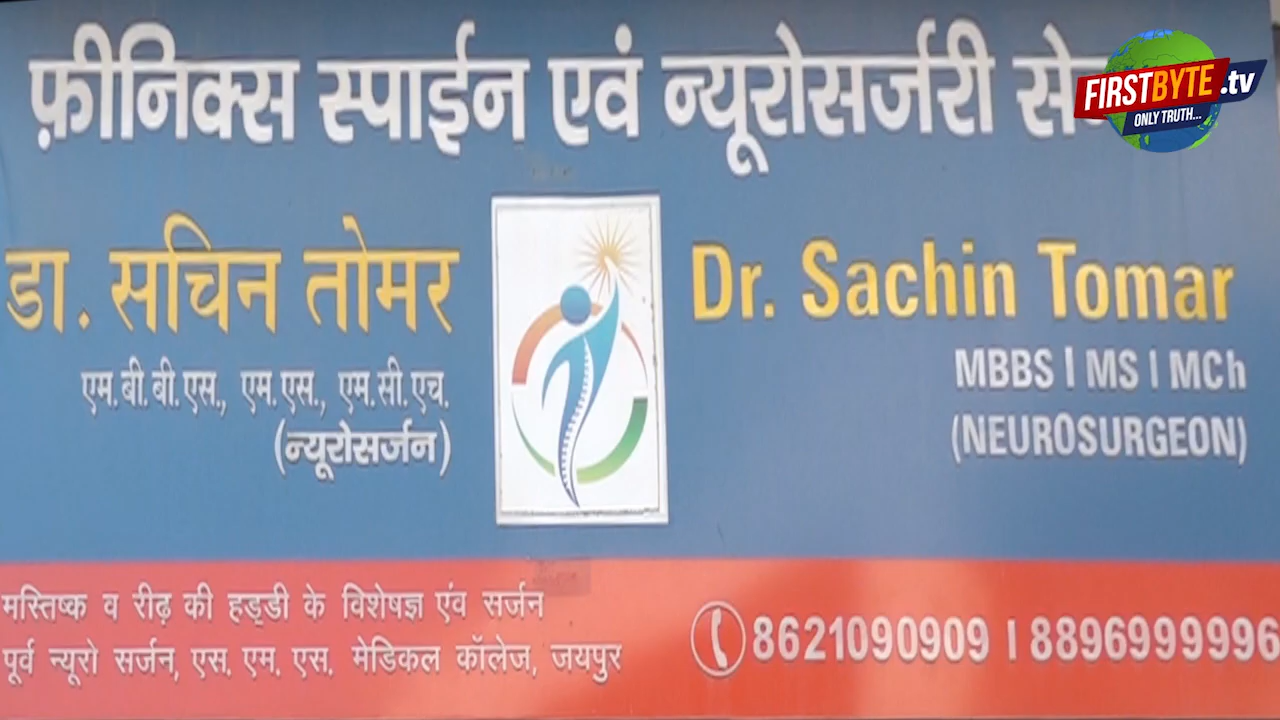 फ़ीनिक्स स्पाईन एवं न्यूरोसर्जरी
FIRSTBYTE.tv
ONLY TRUTH...
डा. सचिन तोमर
एम.बी.बी.एस., एम.एस., एम.सी.एच.
(न्यूरोसर्जन)
Dr. Sachin Tomar
MBBS | MS | MCh
(NEUROSURGEON)
मस्तिष्क व रीढ़ की हड्डी के विशेषज्ञ एंव सर्जन
पूर्व न्यूरो सर्जन, एस. एम. एस. मेडिकल कॉलेज, जयपुर
8621090909 | 8896999996